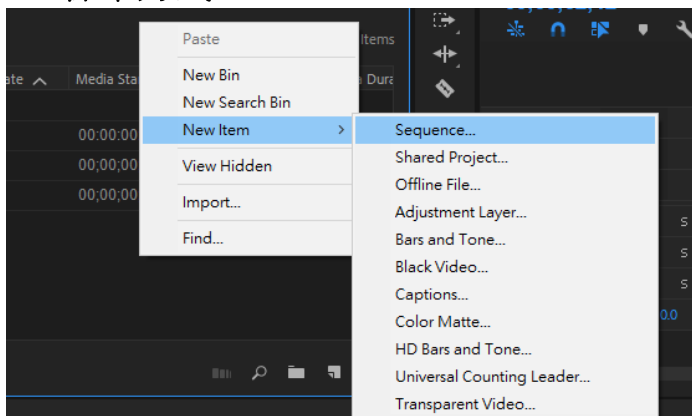 Paste
Items
ate
Media Sta
Dura
New Bin
New Search Bin
New Item >
Sequence...
00:00:00
Shared Project...
View Hidden
00;00;00
Offline File...
Import...
00;00;00
Adjustment Layer...
Find...
Bars and Tone...
S
Black Video...
S
Captions...
S
Color Matte...
0.0
HD Bars and Tone...
Universal Counting Leader...
Transparent Video...